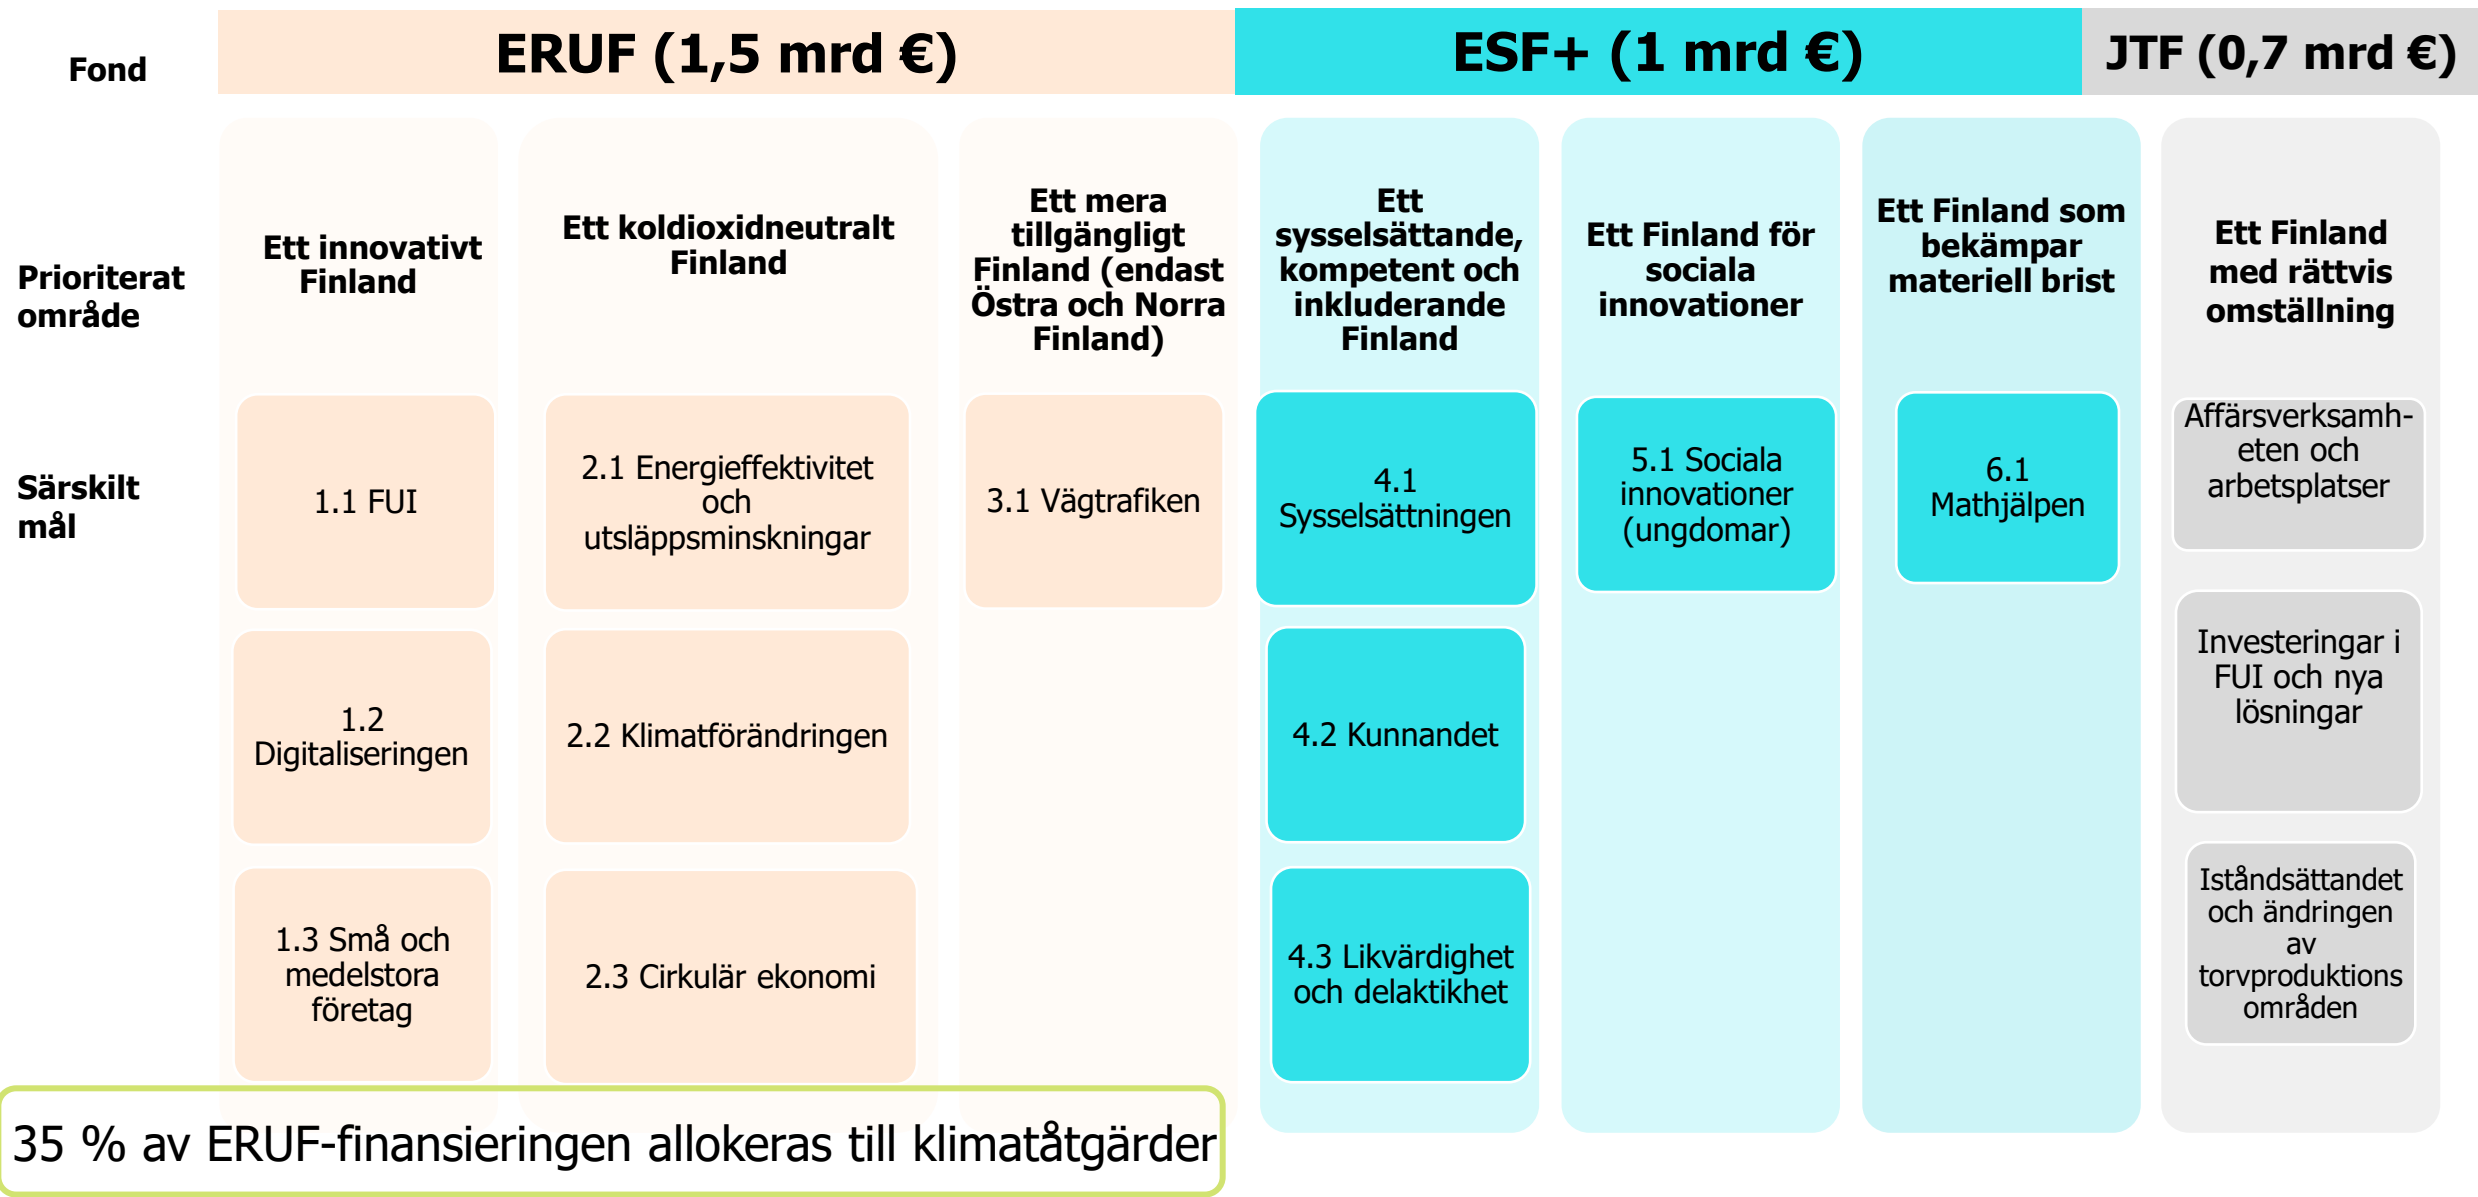 Fond
ERUF (1,5 mrd €)
ESF+ (1 mrd €)
JTF (0,7 mrd €)
Prioriterat
område
Ett innovativt
Finland
Ett koldioxidneutralt
Finland
Ett mera
tillgängligt
Finland (endast
Östra och Norra
Finland)
Ett
sysselsättande,
kompetent och
inkluderande
Finland
Ett Finland för
sociala
innovationer
Ett Finland som
bekämpar
materiell brist
Ett Finland
med rättvis
omställning
Särskilt
mål
1.1 FUI
2.1 Energieffektivitet
och
utsläppsminskningar
3.1 Vägtrafiken
4.1
Sysselsättningen
5.1 Sociala
innovationer
(ungdomar)
6.1
Mathjälpen
Affärsverksamh-
eten och
arbetsplatser
1.2
Digitaliseringen
2.2 Klimatförändringen
4.2 Kunnandet
Investeringar i
FUI och nya
lösningar
1.3 Små och
medelstora
företag
2.3 Cirkulär ekonomi
4.3 Likvärdighet
och delaktikhet
Iståndsättandet
och ändringen
av
torvproduktions
områden
35 % av ERUF-finansieringen allokeras till klimatåtgärder